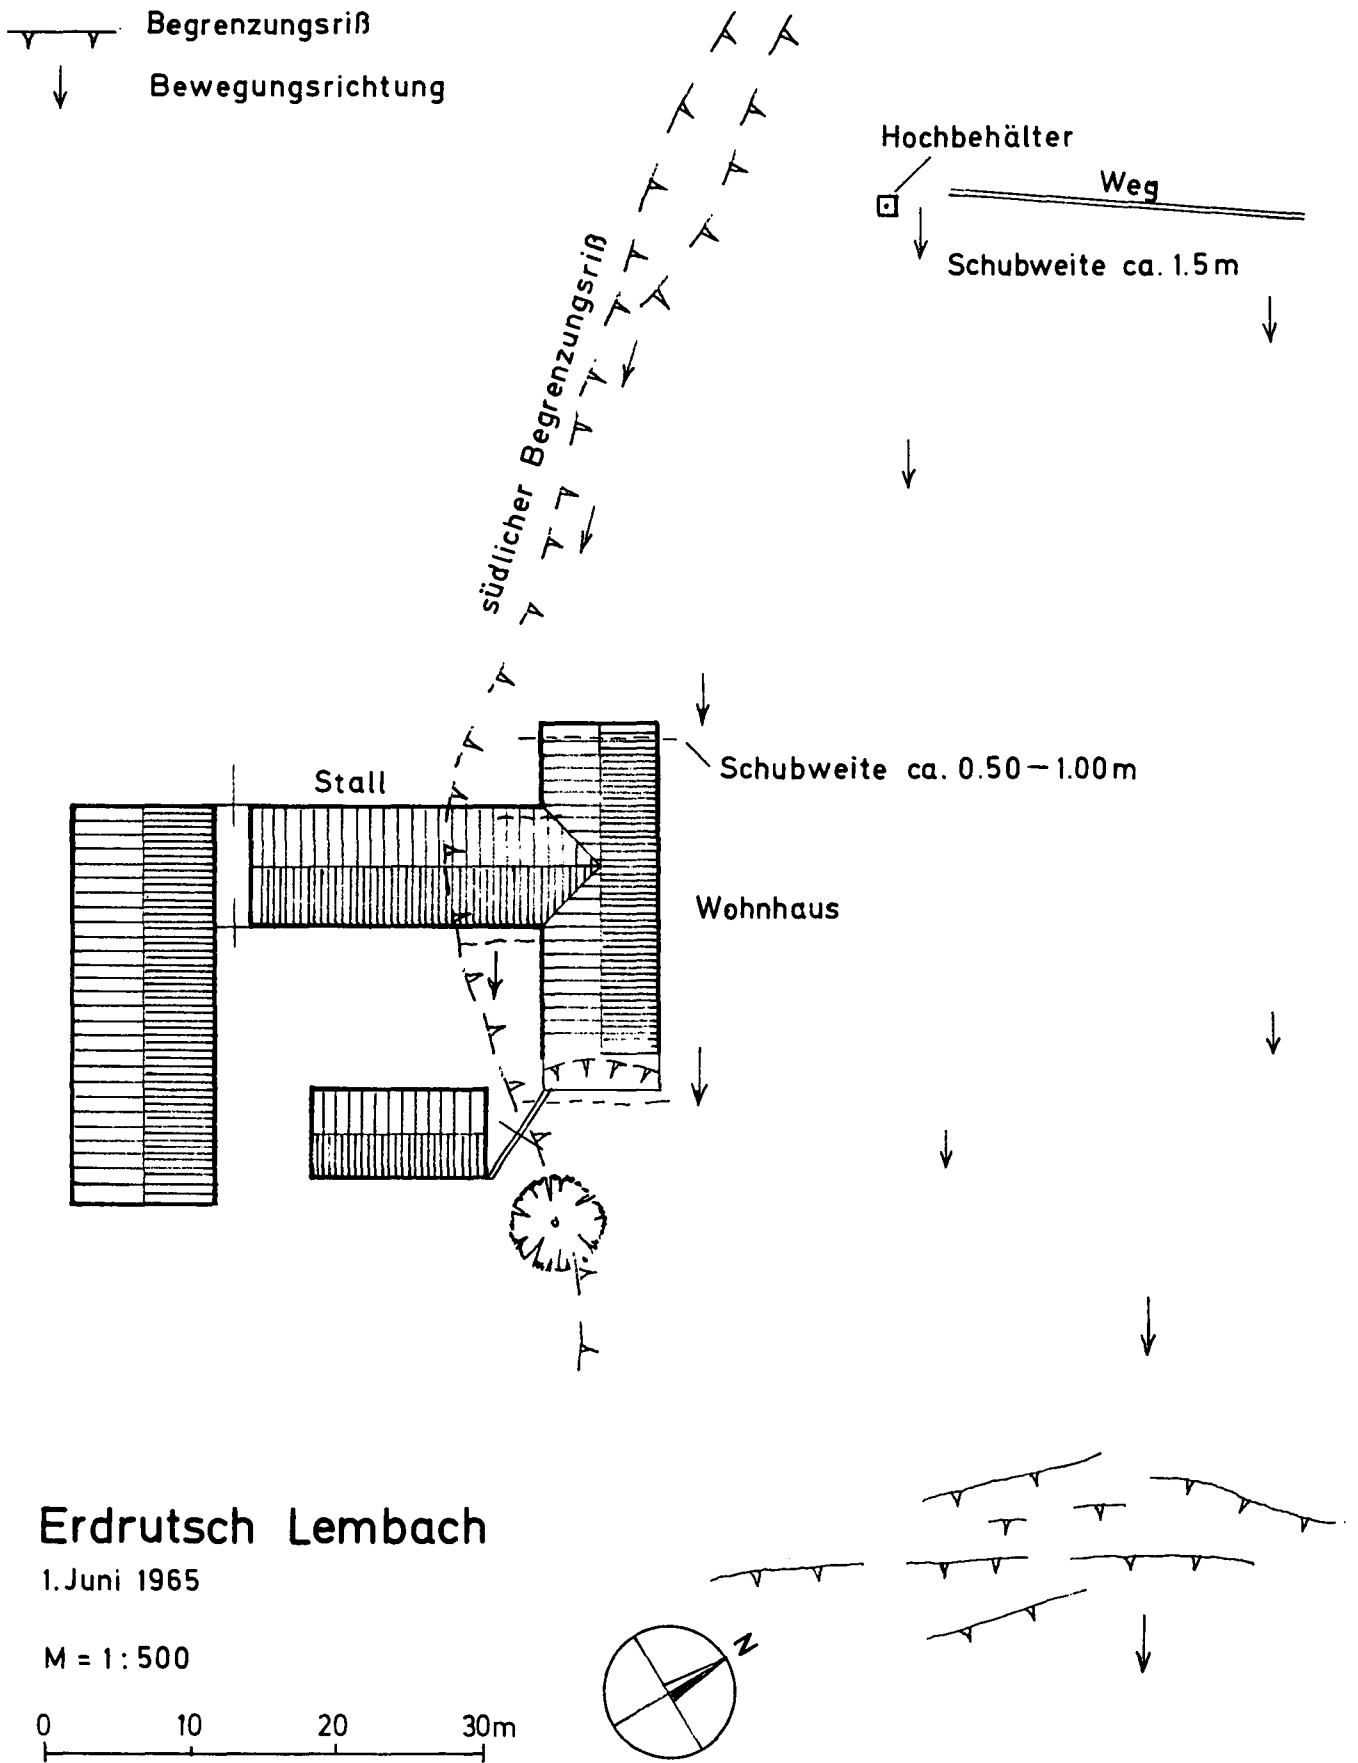 Begrenzungsriß
Bewegungsrichtung
Hochbehälter
Weg
Schubweite ca. 1.5 m
südlicher Begrenzungsriß
Schubweite ca. 0.50 – 1.00 m
Stall
Wohnhaus
Erdrutsch Lembach
1. Juni 1965
M = 1 : 500
N
0 10 20 30 m